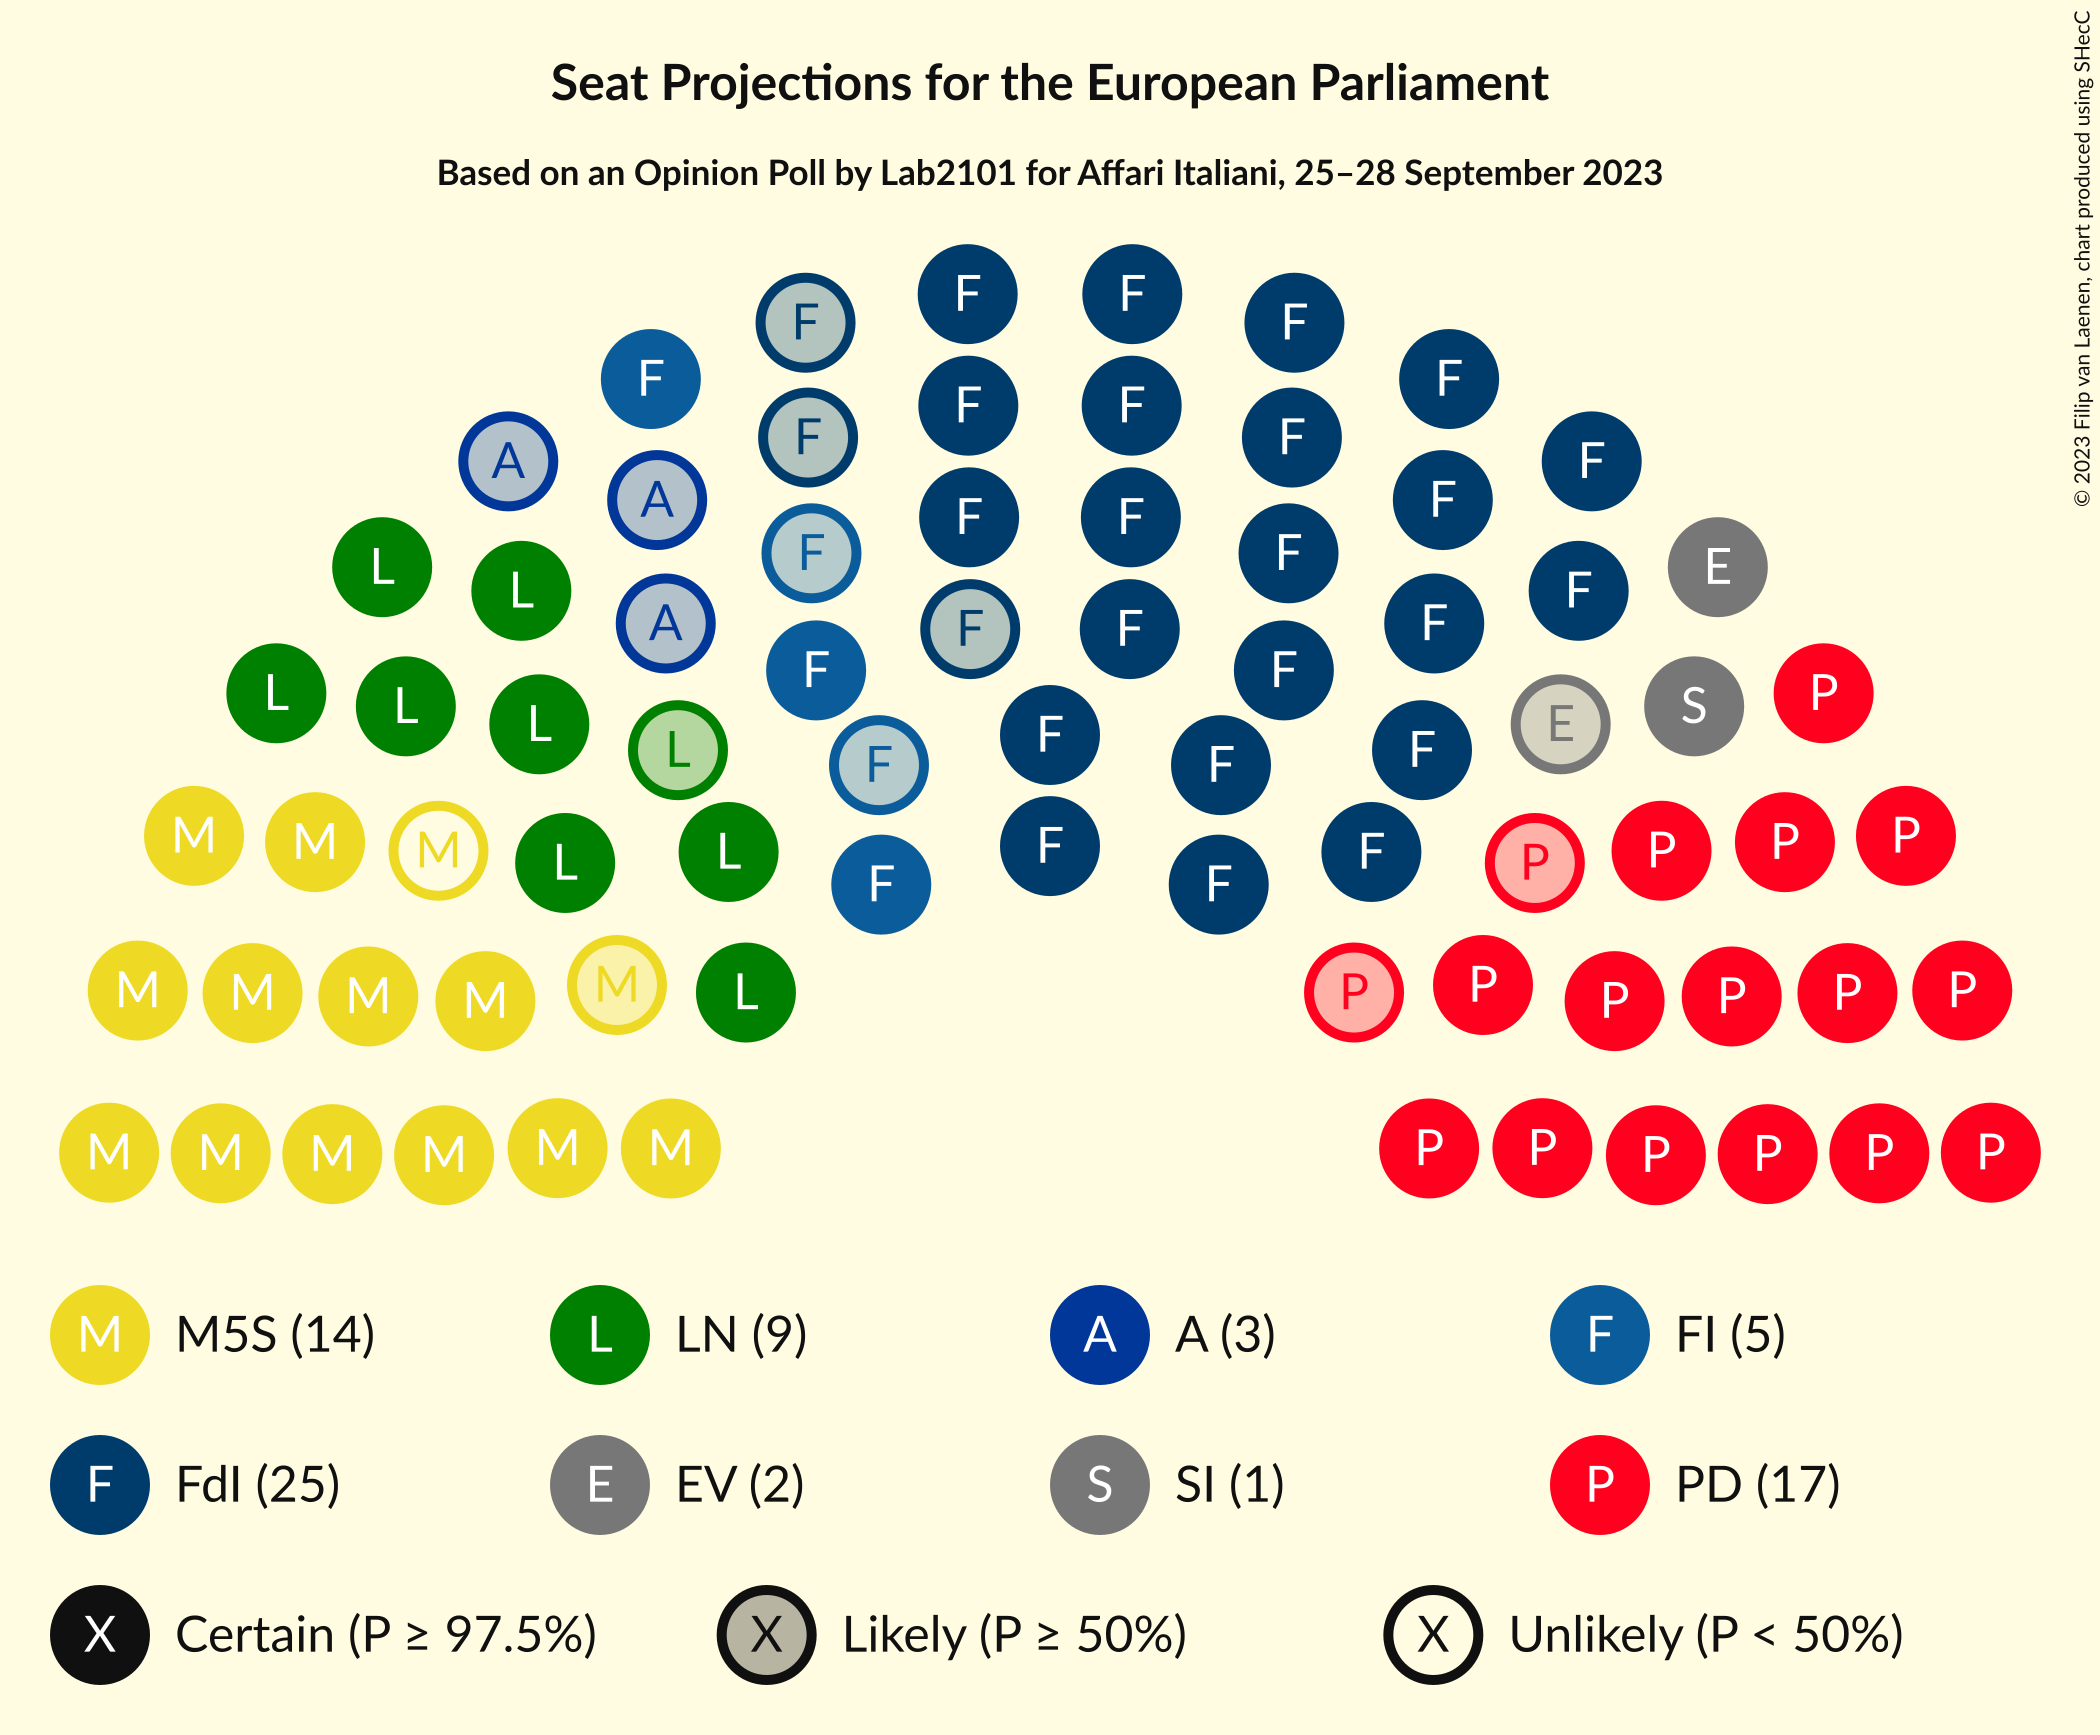 Seat Projections for the European Parliament
Based on an Opinion Poll by Lab2101 for Affari Italiani, 25–28 September 2023
© 2023 Filip van Laenen, chart produced using SHecC
F F F F
F F
A F F F F F
A F F
L F F F F E
L A F F F
L L L F F F F E S P
L F F F F
M M M L L F F F F P P P P
M M M M M L P P P P P P
M M M M M M P P P P P P
M M5S (14) L LN (9) A A (3) F FI (5)
F FdI (25) E EV (2) S SI (1) P PD (17)
X Certain (P ≥ 97.5%) X Likely (P ≥ 50%) X Unlikely (P < 50%)